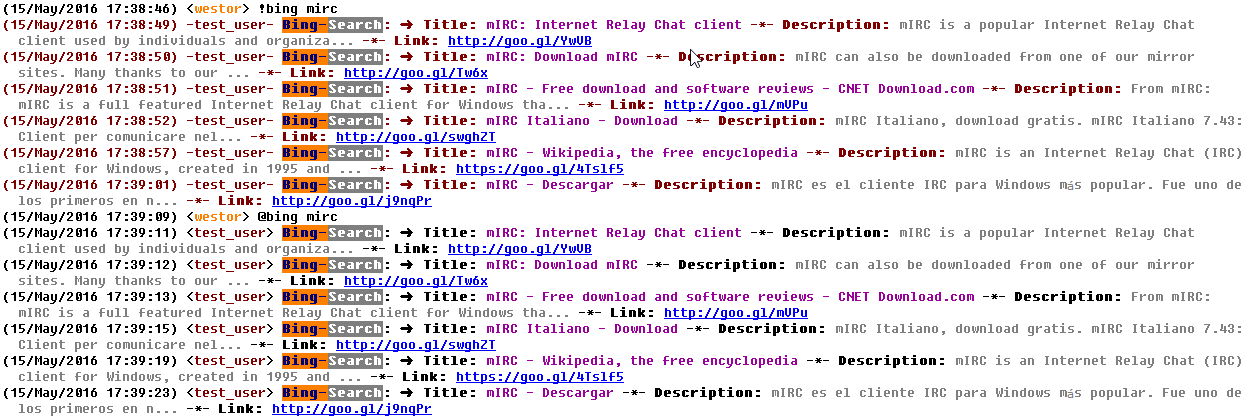 (15/May/2016 17:38:46) <westor> !bing mirc
(15/May/2016 17:38:49) -test_user- Bing-Search: → Title: mIRC: Internet Relay Chat client -*- Description: mIRC is a popular Internet Relay Chat
client used by individuals and organiza... -*- Link: http://goo.gl/YwVB
(15/May/2016 17:38:50) -test_user- Bing-Search: → Title: mIRC: Download mIRC -*- Description: mIRC can also be downloaded from one of our mirror
sites. Many thanks to our ... -*- Link: http://goo.gl/Tw6x
(15/May/2016 17:38:51) -test_user- Bing-Search: → Title: mIRC - Free download and software reviews - CNET Download.com -*- Description: From mIRC:
mIRC is a full featured Internet Relay Chat client for Windows tha... -*- Link: http://goo.gl/mVPu
(15/May/2016 17:38:52) -test_user- Bing-Search: → Title: mIRC Italiano - Download -*- Description: mIRC Italiano, download gratis. mIRC Italiano 7.43:
Client per comunicare nel... -*- Link: http://goo.gl/swghZT
(15/May/2016 17:38:57) -test_user- Bing-Search: → Title: mIRC - Wikipedia, the free encyclopedia -*- Description: mIRC is an Internet Relay Chat (IRC)
client for Windows, created in 1995 and ... -*- Link: https://goo.gl/4Tslf5
(15/May/2016 17:39:01) -test_user- Bing-Search: → Title: mIRC - Descargar -*- Description: mIRC es el cliente IRC para Windows más popular. Fue uno de
los primeros en n... -*- Link: http://goo.gl/j9nqPr
(15/May/2016 17:39:09) <westor> @bing mirc
(15/May/2016 17:39:11) <test_user> Bing-Search: → Title: mIRC: Internet Relay Chat client -*- Description: mIRC is a popular Internet Relay Chat
client used by individuals and organiza... -*- Link: http://goo.gl/YwVB
(15/May/2016 17:39:12) <test_user> Bing-Search: → Title: mIRC: Download mIRC -*- Description: mIRC can also be downloaded from one of our mirror
sites. Many thanks to our ... -*- Link: http://goo.gl/Tw6x
(15/May/2016 17:39:13) <test_user> Bing-Search: → Title: mIRC - Free download and software reviews - CNET Download.com -*- Description: From mIRC:
mIRC is a full featured Internet Relay Chat client for Windows tha... -*- Link: http://goo.gl/mVPu
(15/May/2016 17:39:15) <test_user> Bing-Search: → Title: mIRC Italiano - Download -*- Description: mIRC Italiano, download gratis. mIRC Italiano 7.43:
Client per comunicare nel... -*- Link: http://goo.gl/swghZT
(15/May/2016 17:39:19) <test_user> Bing-Search: → Title: mIRC - Wikipedia, the free encyclopedia -*- Description: mIRC is an Internet Relay Chat (IRC)
client for Windows, created in 1995 and ... -*- Link: https://goo.gl/4Tslf5
(15/May/2016 17:39:23) <test_user> Bing-Search: → Title: mIRC - Descargar -*- Description: mIRC es el cliente IRC para Windows más popular. Fue uno de
los primeros en n... -*- Link: http://goo.gl/j9nqPr